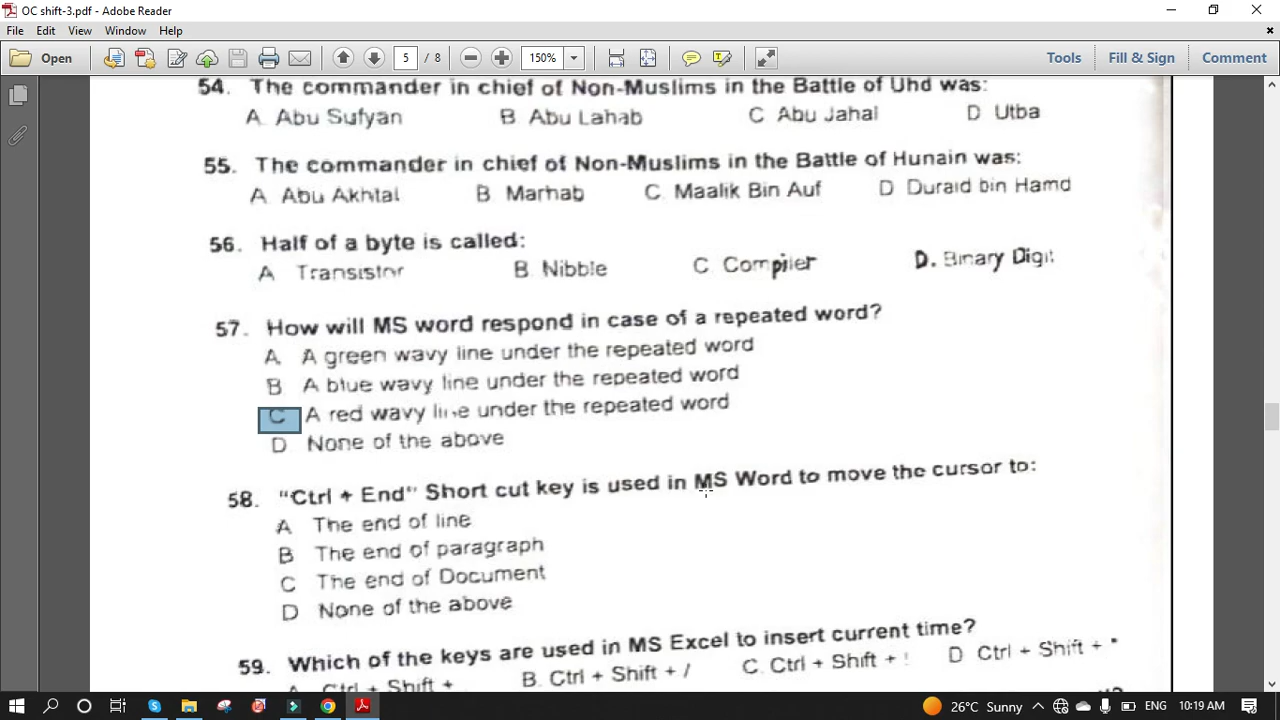 OC shift-3.pdf - Adobe Reader
File Edit View Window Help
Open 5 / 8 150% Tools Fill & Sign Comment
54. The commander in chief of Non-Muslims in the Battle of Uhd was:
A. Abu Sufyan B. Abu Lahab C Abu Jahal D Utba
55. The commander in chief of Non-Muslims in the Battle of Hunain was:
A. Abu Akhtal B. Marhab C. Maalik Bin Auf D Duraid bin Hamd
56. Half of a byte is called:
A Transistor B. Nibble C. Compiler D. Binary Digit
57. How will MS word respond in case of a repeated word?
A A green wavy line under the repeated word
B A blue wavy line under the repeated word
C A red wavy line under the repeated word
D None of the above
58. "Ctrl + End" Short cut key is used in MS Word to move the cursor to:
A The end of line
B The end of paragraph
C The end of Document
D None of the above
59. Which of the keys are used in MS Excel to insert current time?
A. Ctrl + Shift + B. Ctrl + Shift + / C. Ctrl + Shift + : D Ctrl + Shift + "
26°C Sunny ENG 10:19 AM